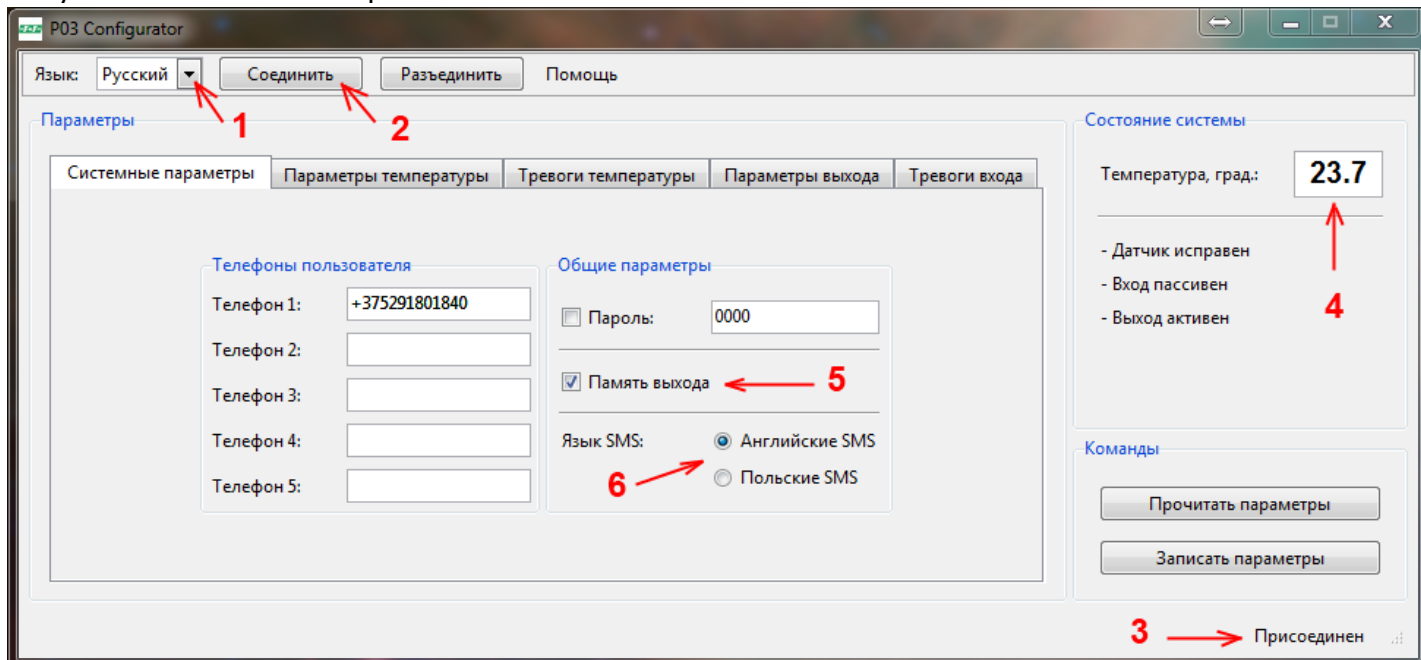 P03 Configurator
Язык: Русский Соединить Разъединить Помощь
1 2
Параметры
Системные параметры Параметры температуры Тревоги температуры Параметры выхода Тревоги входа
Телефоны пользователя
Телефон 1: +375291801840
Телефон 2:
Телефон 3:
Телефон 4:
Телефон 5:
Общие параметры
Пароль: 0000
Память выхода 5
Язык SMS: Английские SMS
6 Польские SMS
Состояние системы
Температура, град.: 23.7
4
- Датчик исправен
- Вход пассивен
- Выход активен
Команды
Прочитать параметры
Записать параметры
3 Присоединен